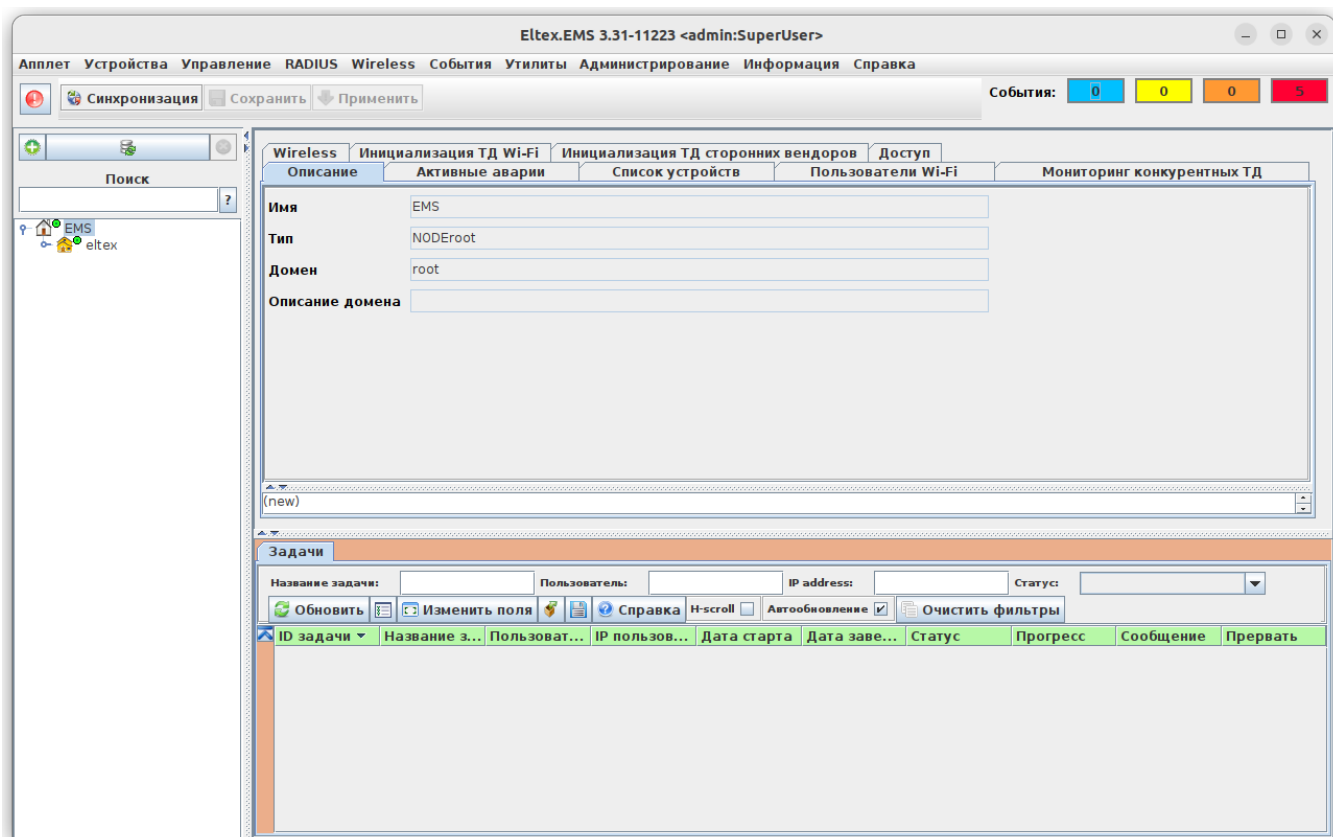 Eltex.EMS 3.31-11223 <admin:SuperUser>
Апплет Устройства Управление RADIUS Wireless События Утилиты Администрирование Информация Справка
Синхронизация Сохранить Применить События: 0 0 0 5
Поиск
?
EMS
eltex
Wireless Инициализация ТД Wi-Fi Инициализация ТД сторонних вендоров Доступ
Описание Активные аварии Список устройств Пользователи Wi-Fi Мониторинг конкурентных ТД
Имя EMS
Тип NODEroot
Домен root
Описание домена
(new)
Задачи
Название задачи: Пользователь: IP address: Статус:
Обновить Изменить поля Справка H-scroll Автообновление Очистить фильтры
ID задачи Название з... Пользоват... IP пользов... Дата старта Дата заве... Статус Прогресс Сообщение Прервать